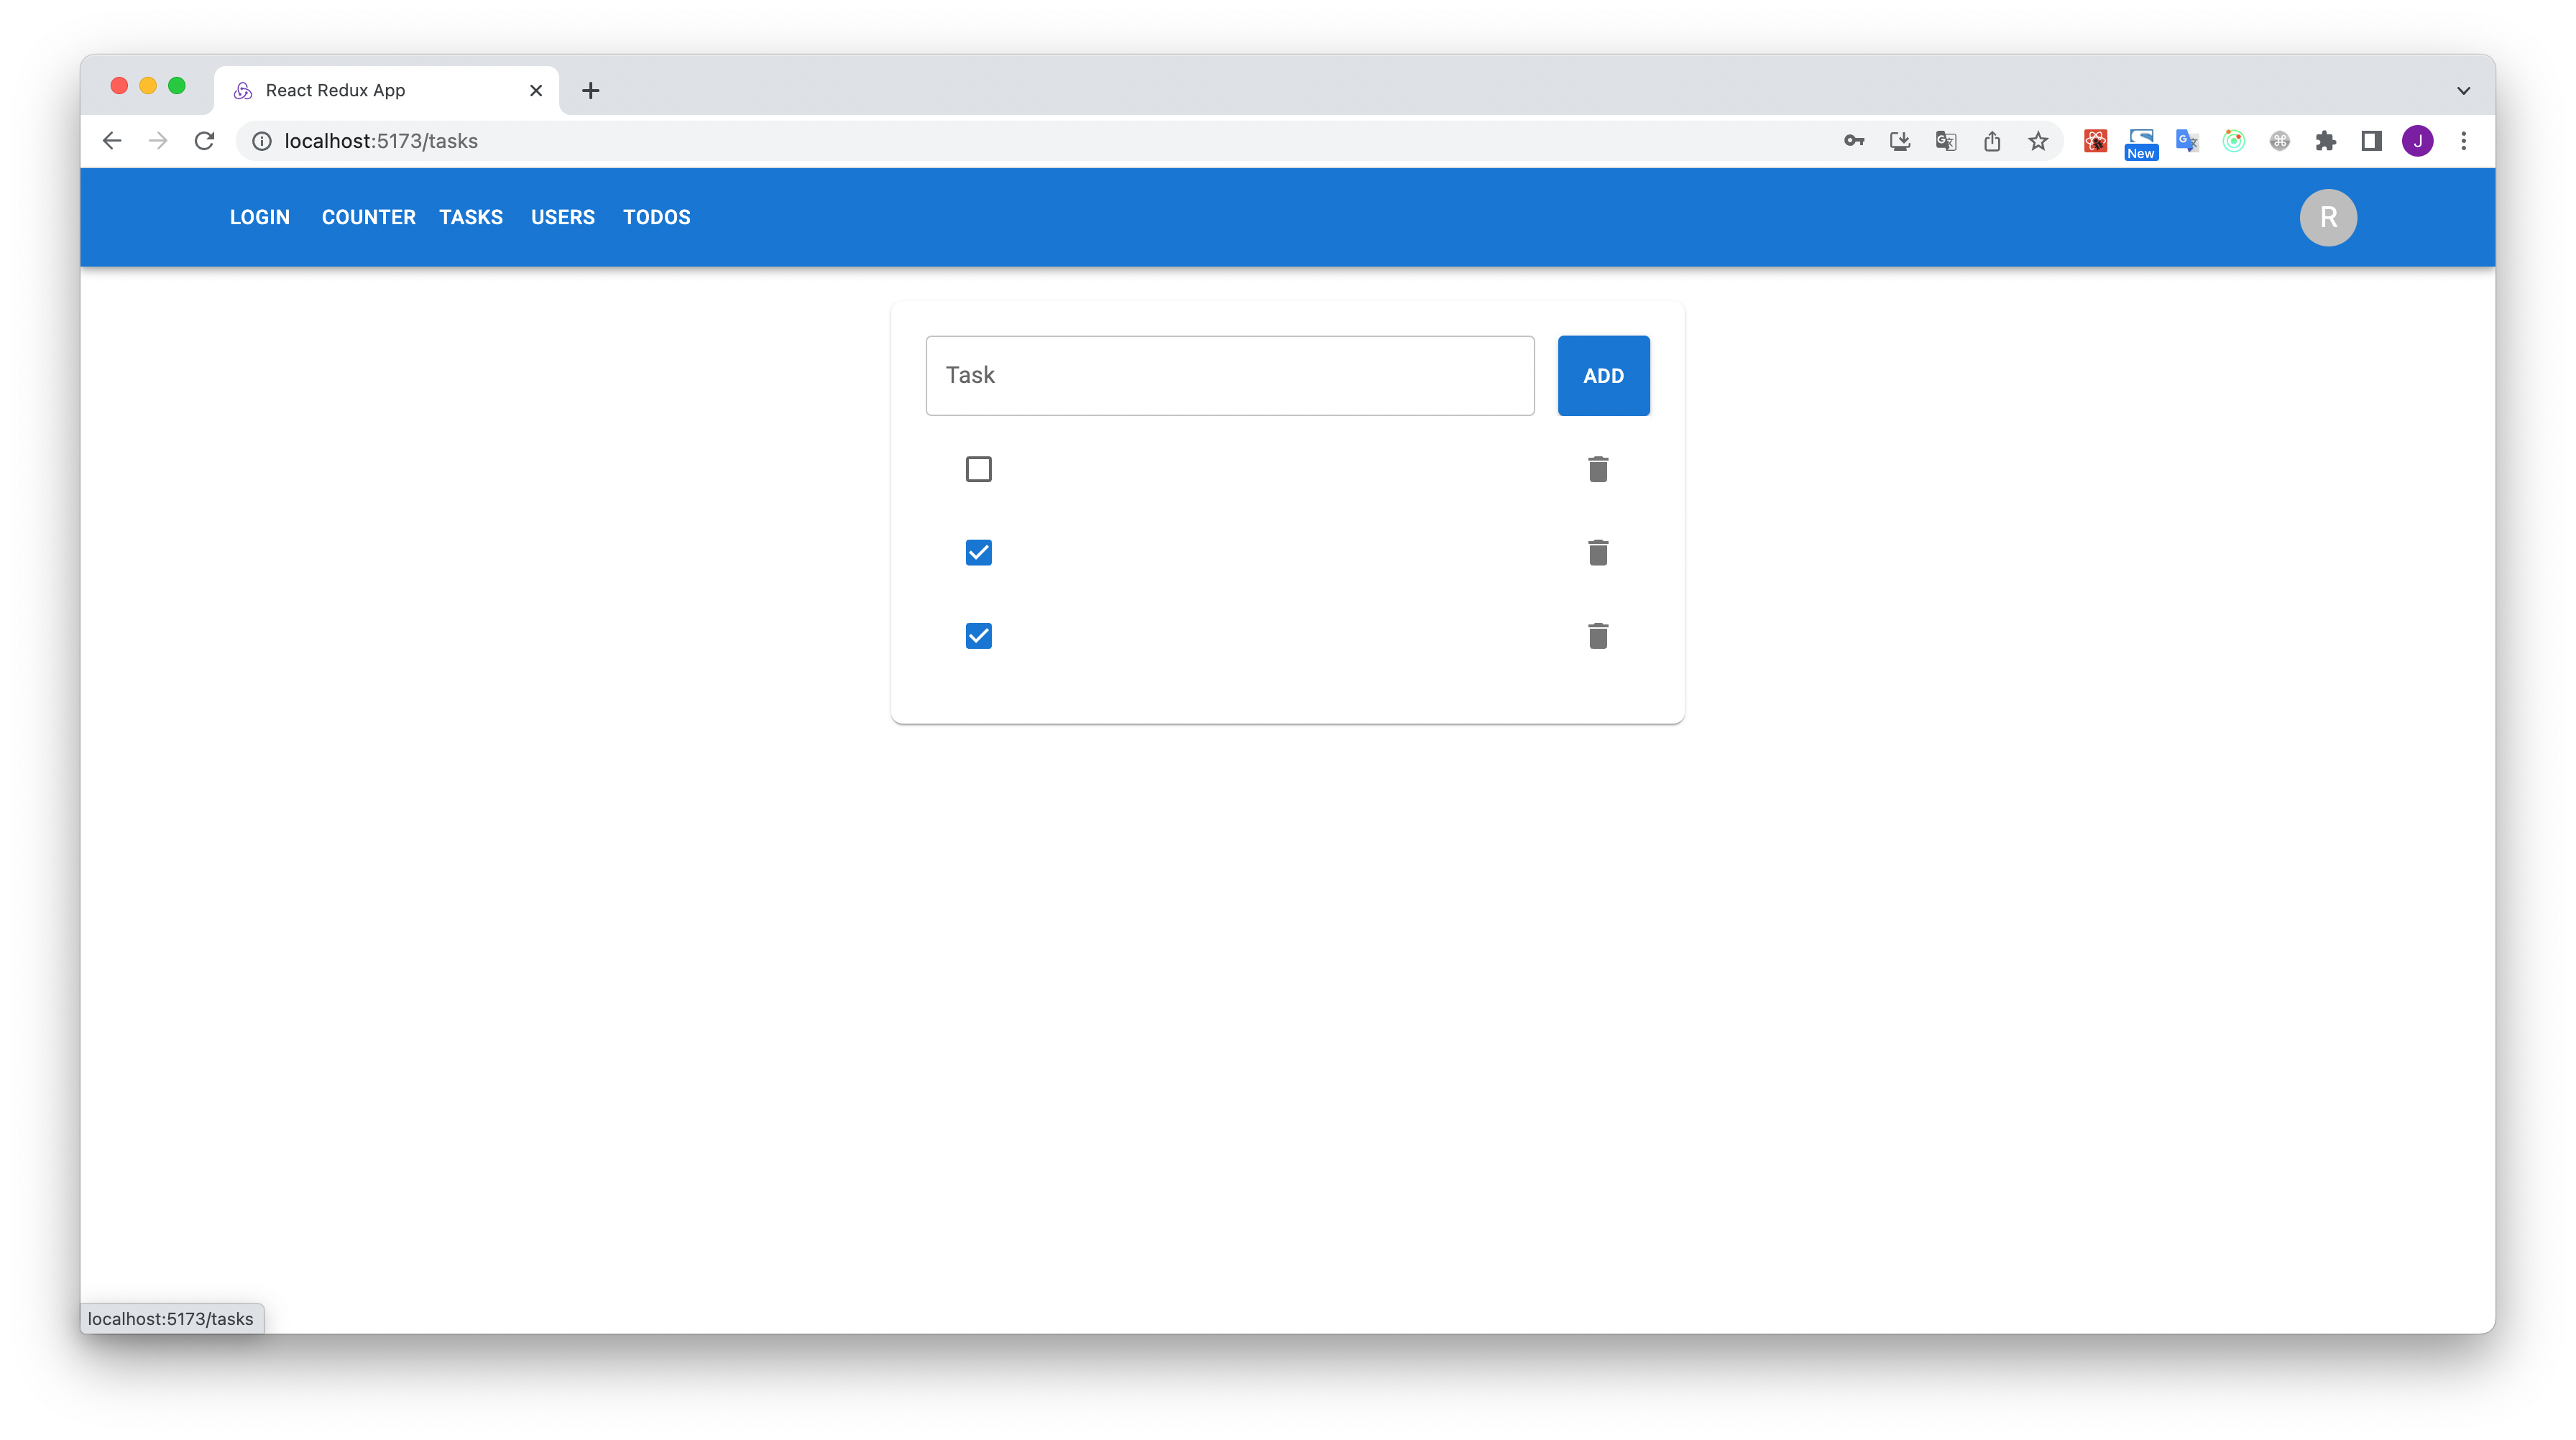 React Redux App
localhost:5173/tasks
New
J
LOGIN COUNTER TASKS USERS TODOS
R
Task
ADD
localhost:5173/tasks